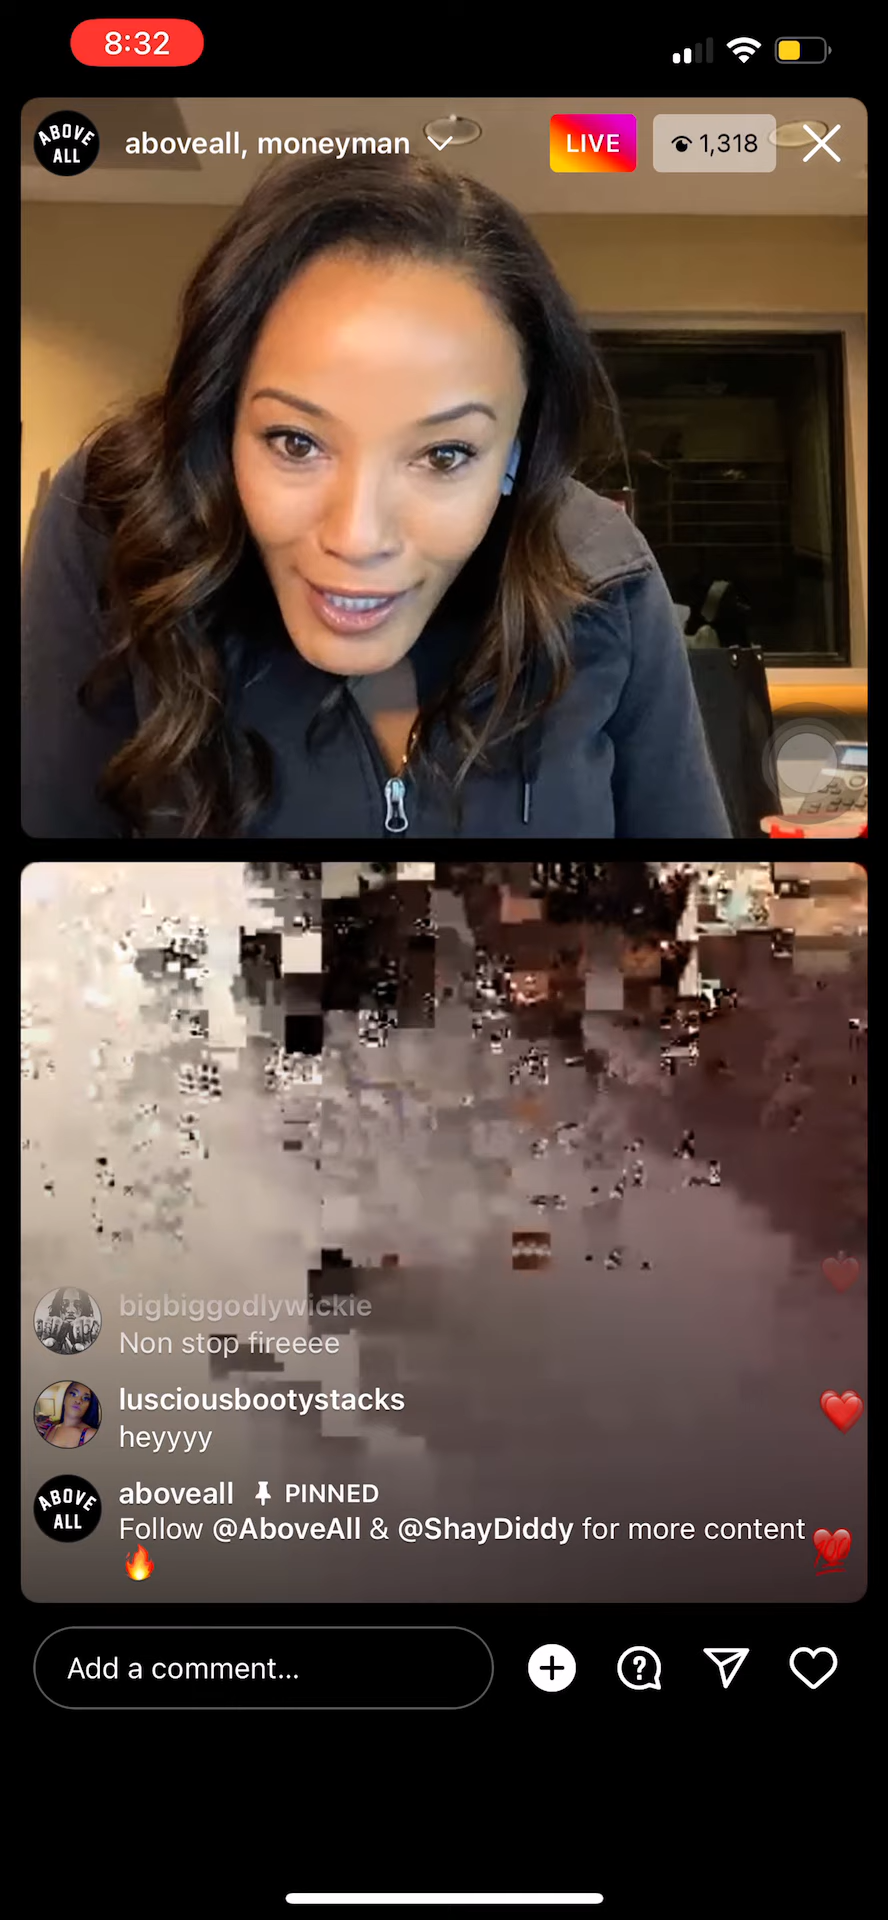 8:32
ABOVE
ALL
aboveall, moneyman
LIVE
1,318
bigbiggodlywickie
Non stop fireeee
lusciousbootystacks
heyyyy
ABOVE
ALL
aboveall PINNED
Follow @AboveAll & @ShayDiddy for more content
🔥
💯
Add a comment...